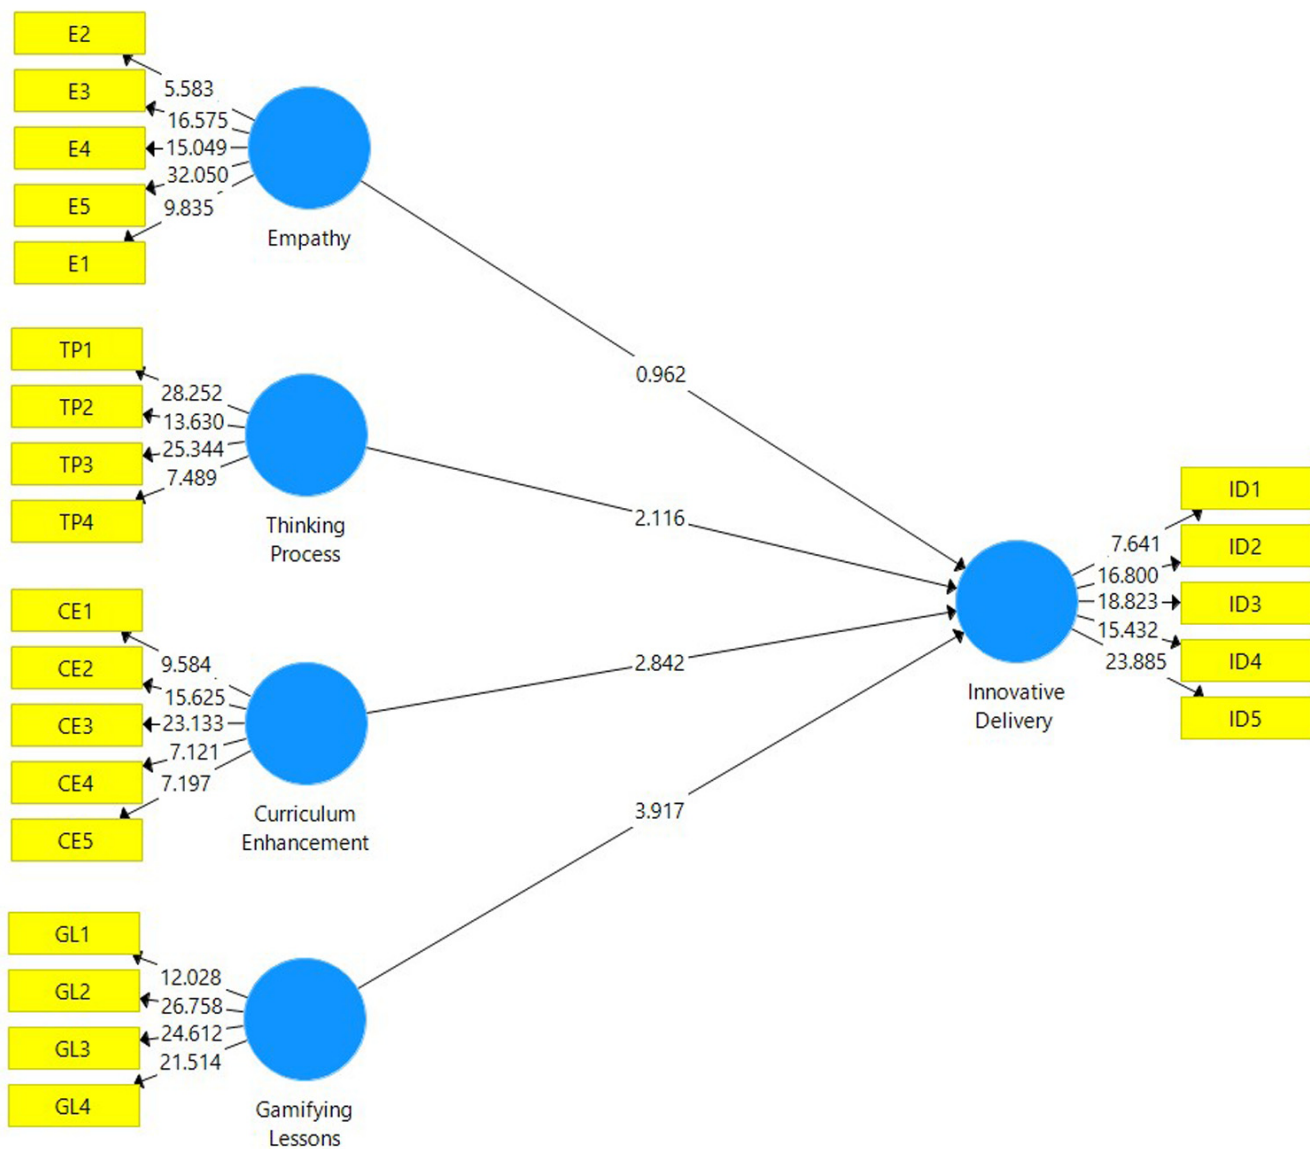 E2
E3
E4
E5
E1
5.583
16.575
15.049
32.050
9.835
Empathy
TP1
TP2
TP3
TP4
28.252
13.630
25.344
7.489
Thinking
Process
CE1
CE2
CE3
CE4
CE5
9.584
15.625
23.133
7.121
7.197
Curriculum
Enhancement
GL1
GL2
GL3
GL4
12.028
26.758
24.612
21.514
Gamifying
Lessons
0.962
2.116
2.842
3.917
Innovative
Delivery
7.641
16.800
18.823
15.432
23.885
ID1
ID2
ID3
ID4
ID5